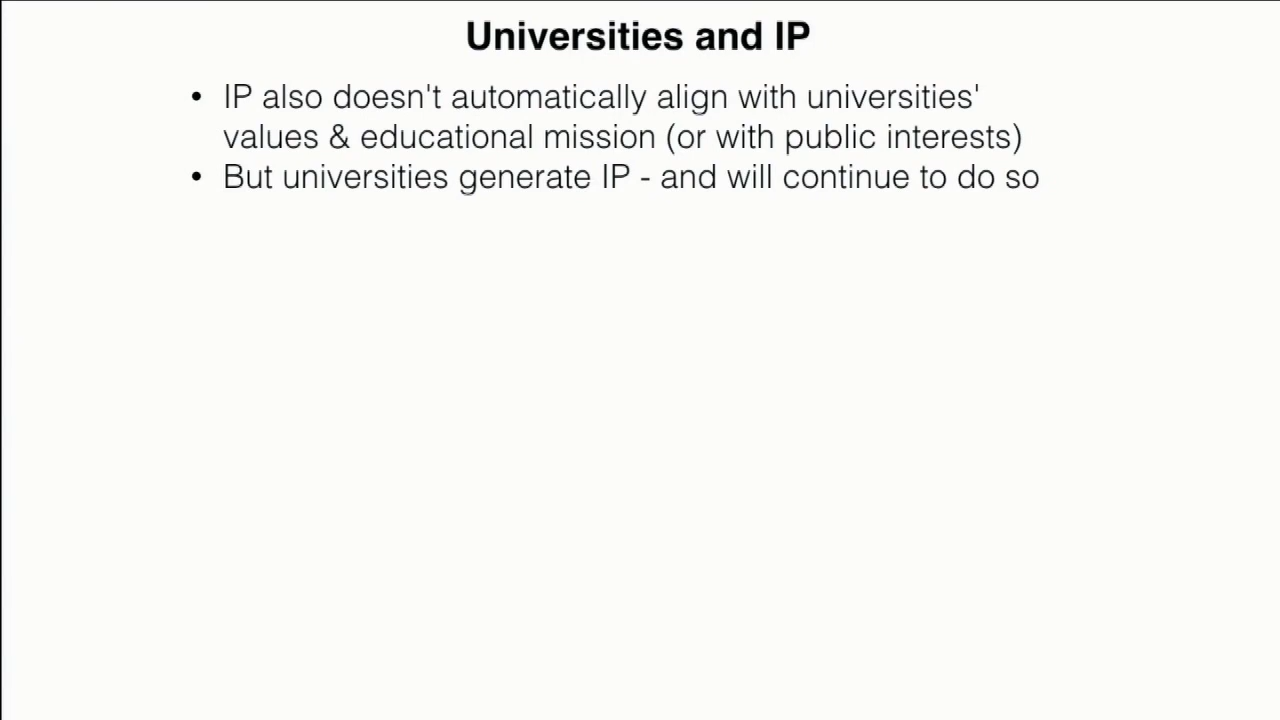 Universities and IP
• IP also doesn't automatically align with universities'
values & educational mission (or with public interests)
• But universities generate IP - and will continue to do so